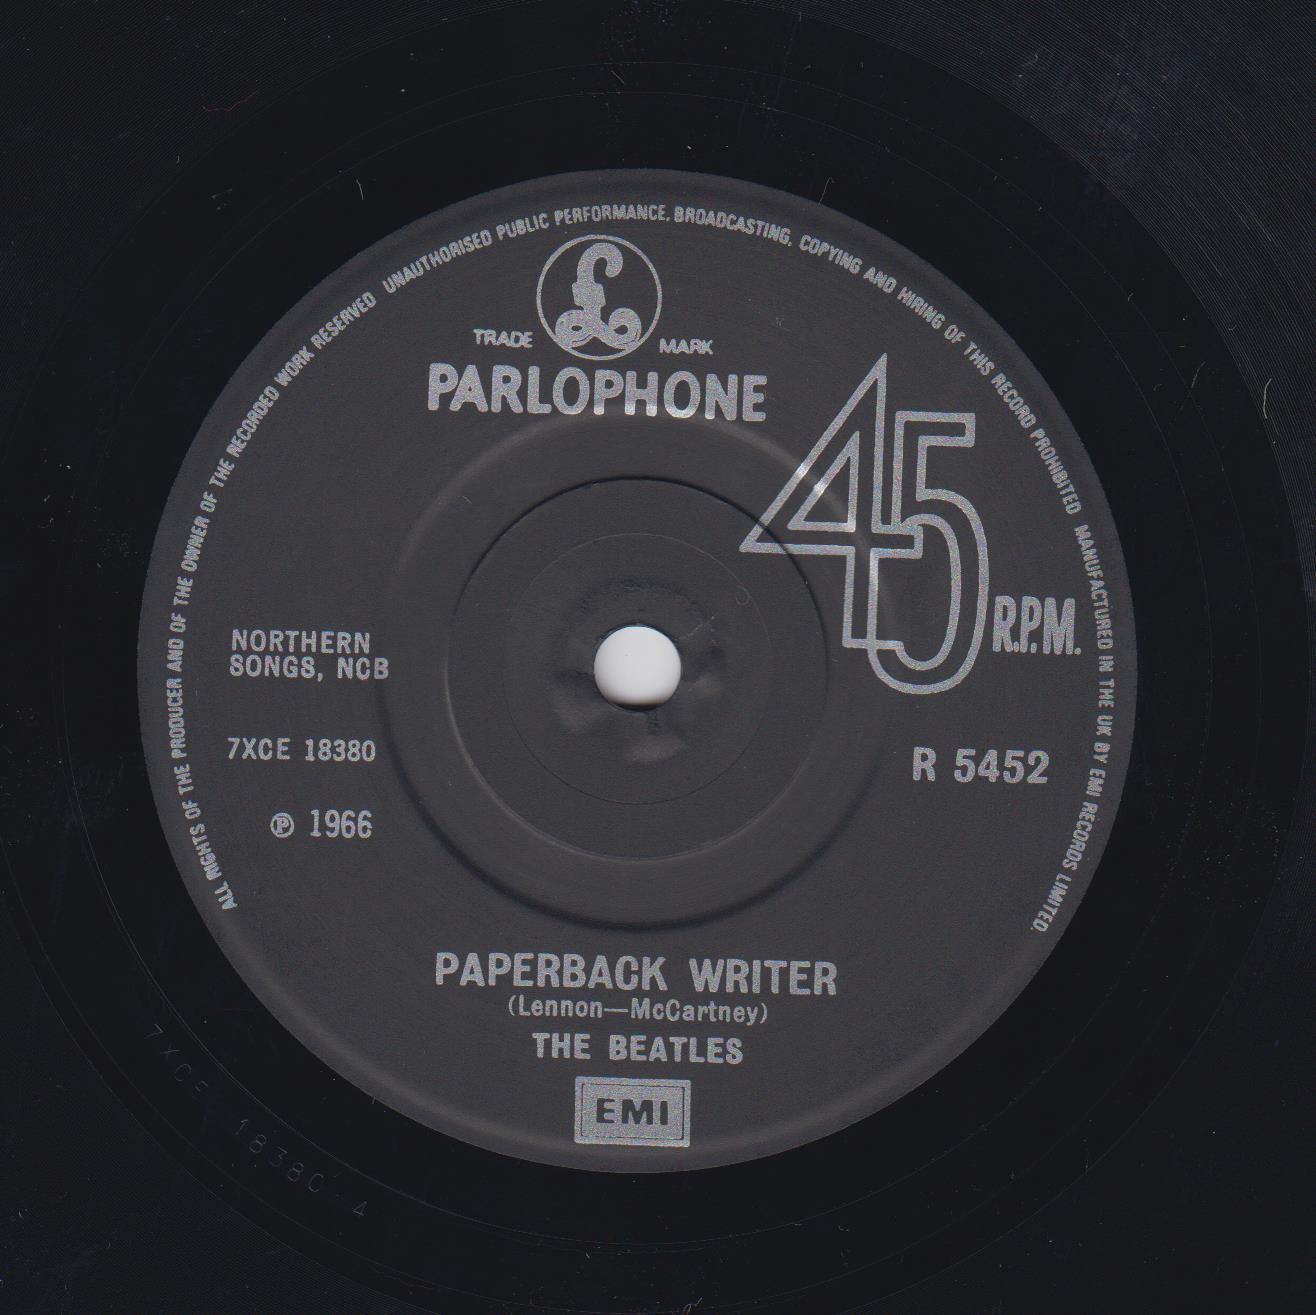 ALL RIGHTS OF THE PRODUCER AND OF THE OWNER OF THE RECORDED WORK RESERVED UNAUTHORISED PUBLIC PERFORMANCE, BROADCASTING, COPYING AND HIRING OF THIS RECORD PROHIBITED MANUFACTURED IN THE UK BY EMI RECORDS LIMITED.
£
TRADE MARK
PARLOPHONE
45
R.P.M.
NORTHERN
SONGS, NCB
7XCE 18380
R 5452
℗ 1966
PAPERBACK WRITER
(Lennon—McCartney)
THE BEATLES
EMI
7XCE 18380-4